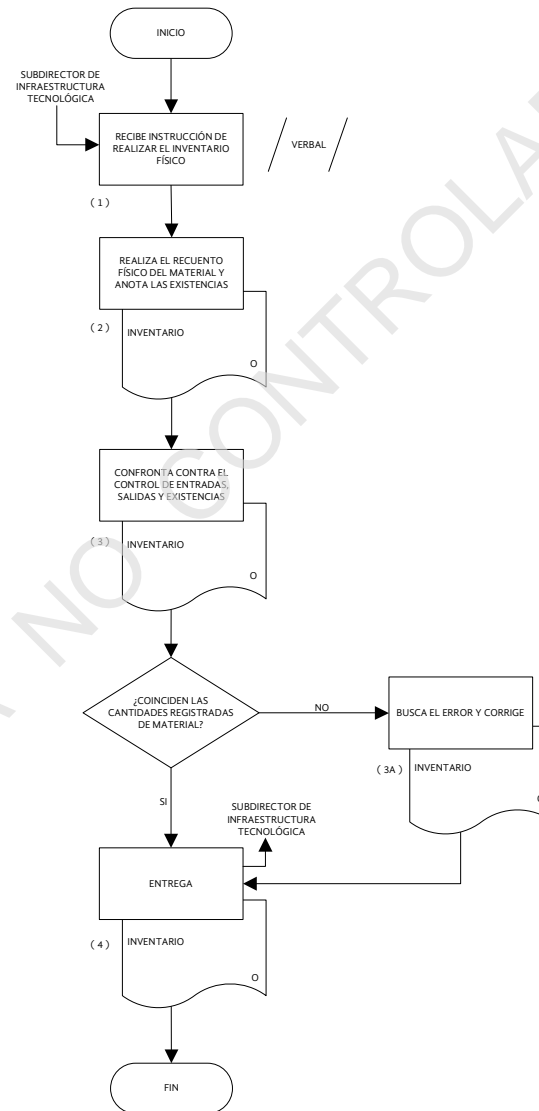 INICIO
SUBDIRECTOR DE
INFRAESTRUCTURA
TECNOLÓGICA
RECIBE INSTRUCCIÓN DE
REALIZAR EL INVENTARIO
FÍSICO
VERBAL
( 1 )
REALIZA EL RECUENTO
FÍSICO DEL MATERIAL Y
ANOTA LAS EXISTENCIAS
( 2 )
INVENTARIO
O
CONFRONTA CONTRA EL
CONTROL DE ENTRADAS,
SALIDAS Y EXISTENCIAS
( 3 )
INVENTARIO
O
¿COINCIDEN LAS
CANTIDADES REGISTRADAS
DE MATERIAL?
NO
BUSCA EL ERROR Y CORRIGE
( 3A )
INVENTARIO
SI
SUBDIRECTOR DE
INFRAESTRUCTURA
TECNOLÓGICA
ENTREGA
( 4 )
INVENTARIO
O
FIN
NO CONTROLA